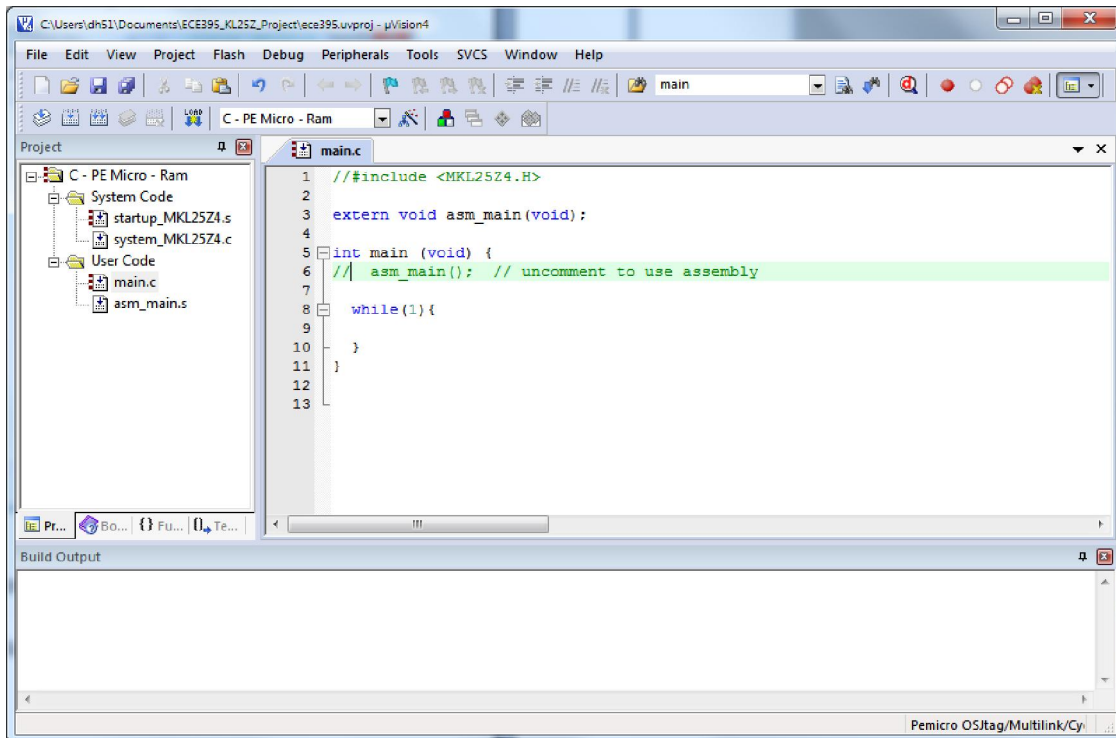 C:\Users\dh51\Documents\ECE395_KL25Z_Project\ece395.uvproj - µVision4
File Edit View Project Flash Debug Peripherals Tools SVCS Window Help
main
LOAD C - PE Micro - Ram
Project
main.c
C - PE Micro - Ram
System Code
startup_MKL25Z4.s
system_MKL25Z4.c
User Code
main.c
asm_main.s
1 //#include <MKL25Z4.H>
2
3 extern void asm_main(void);
4
5 int main (void) {
6 //  asm_main();  // uncomment to use assembly
7
8   while(1){
9
10   }
11 }
12
13
Pr... Bo... {} Fu... 0 Te...
Build Output
Pemicro OSJtag/Multilink/Cy